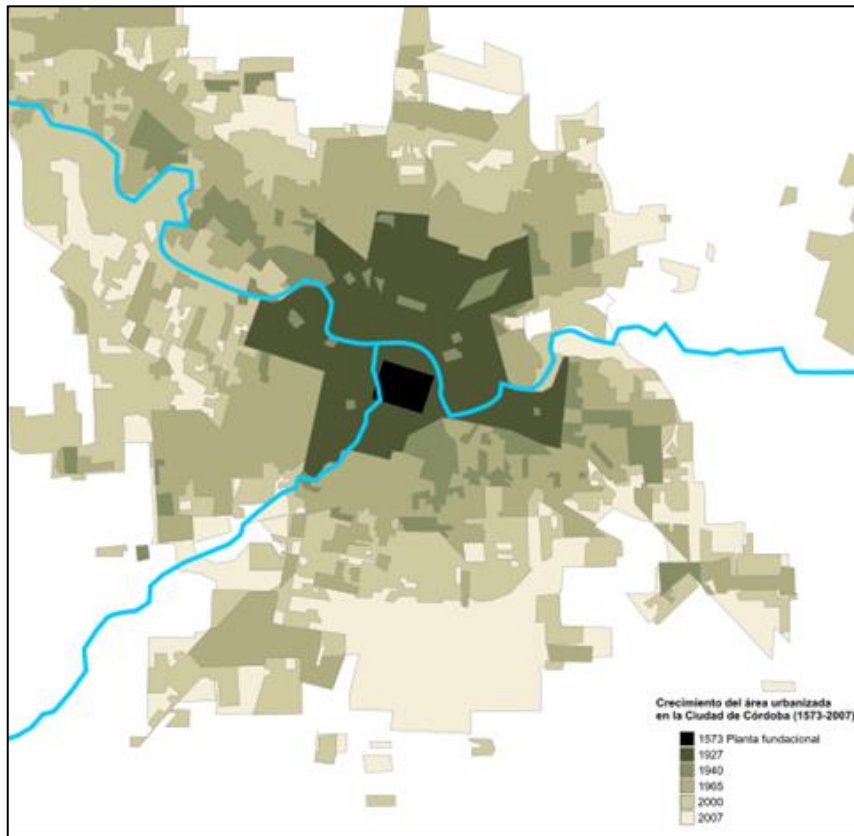 Crecimiento del área urbanizada
en la Ciudad de Córdoba (1573-2007)
1573 Planta fundacional
1927
1940
1965
2000
2007